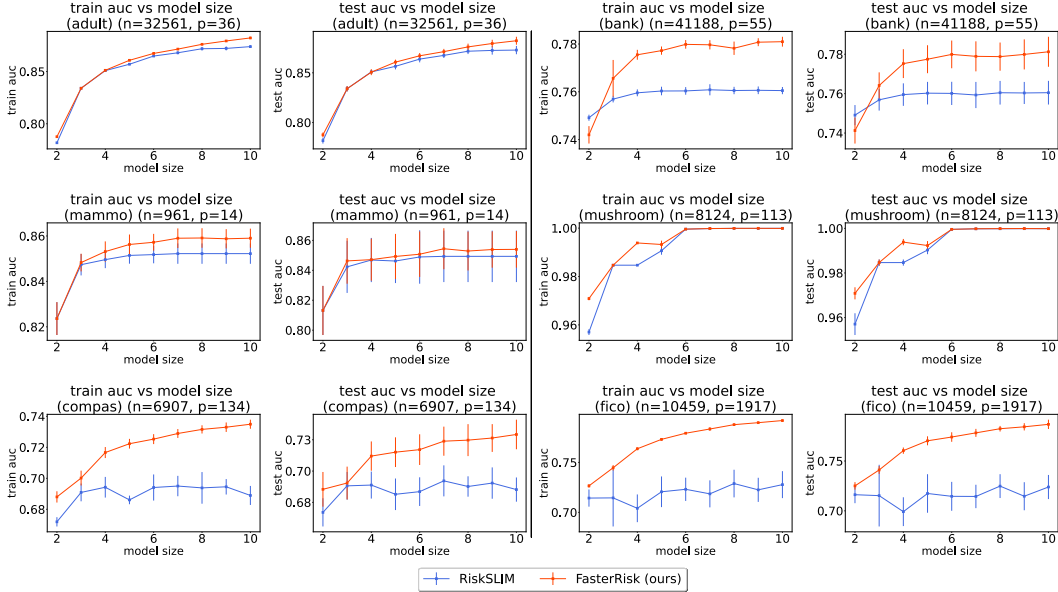 train auc vs model size
(adult) (n=32561, p=36)
train auc
0.85
0.80
2 4 6 8 10
model size
test auc vs model size
(adult) (n=32561, p=36)
test auc
0.85
0.80
2 4 6 8 10
model size
train auc vs model size
(bank) (n=41188, p=55)
train auc
0.78
0.76
0.74
2 4 6 8 10
model size
test auc vs model size
(bank) (n=41188, p=55)
test auc
0.78
0.76
0.74
2 4 6 8 10
model size
train auc vs model size
(mammo) (n=961, p=14)
train auc
0.86
0.84
0.82
2 4 6 8 10
model size
test auc vs model size
(mammo) (n=961, p=14)
test auc
0.86
0.84
0.82
0.80
2 4 6 8 10
model size
train auc vs model size
(mushroom) (n=8124, p=113)
train auc
1.00
0.98
0.96
2 4 6 8 10
model size
test auc vs model size
(mushroom) (n=8124, p=113)
test auc
1.00
0.98
0.96
2 4 6 8 10
model size
train auc vs model size
(compas) (n=6907, p=134)
train auc
0.74
0.70
0.68
2 4 6 8 10
model size
test auc vs model size
(compas) (n=6907, p=134)
test auc
0.73
0.70
0.68
2 4 6 8 10
model size
train auc vs model size
(fico) (n=10459, p=1917)
train auc
0.75
0.70
2 4 6 8 10
model size
test auc vs model size
(fico) (n=10459, p=1917)
test auc
0.75
0.70
2 4 6 8 10
model size
RiskSLIM
FasterRisk (ours)